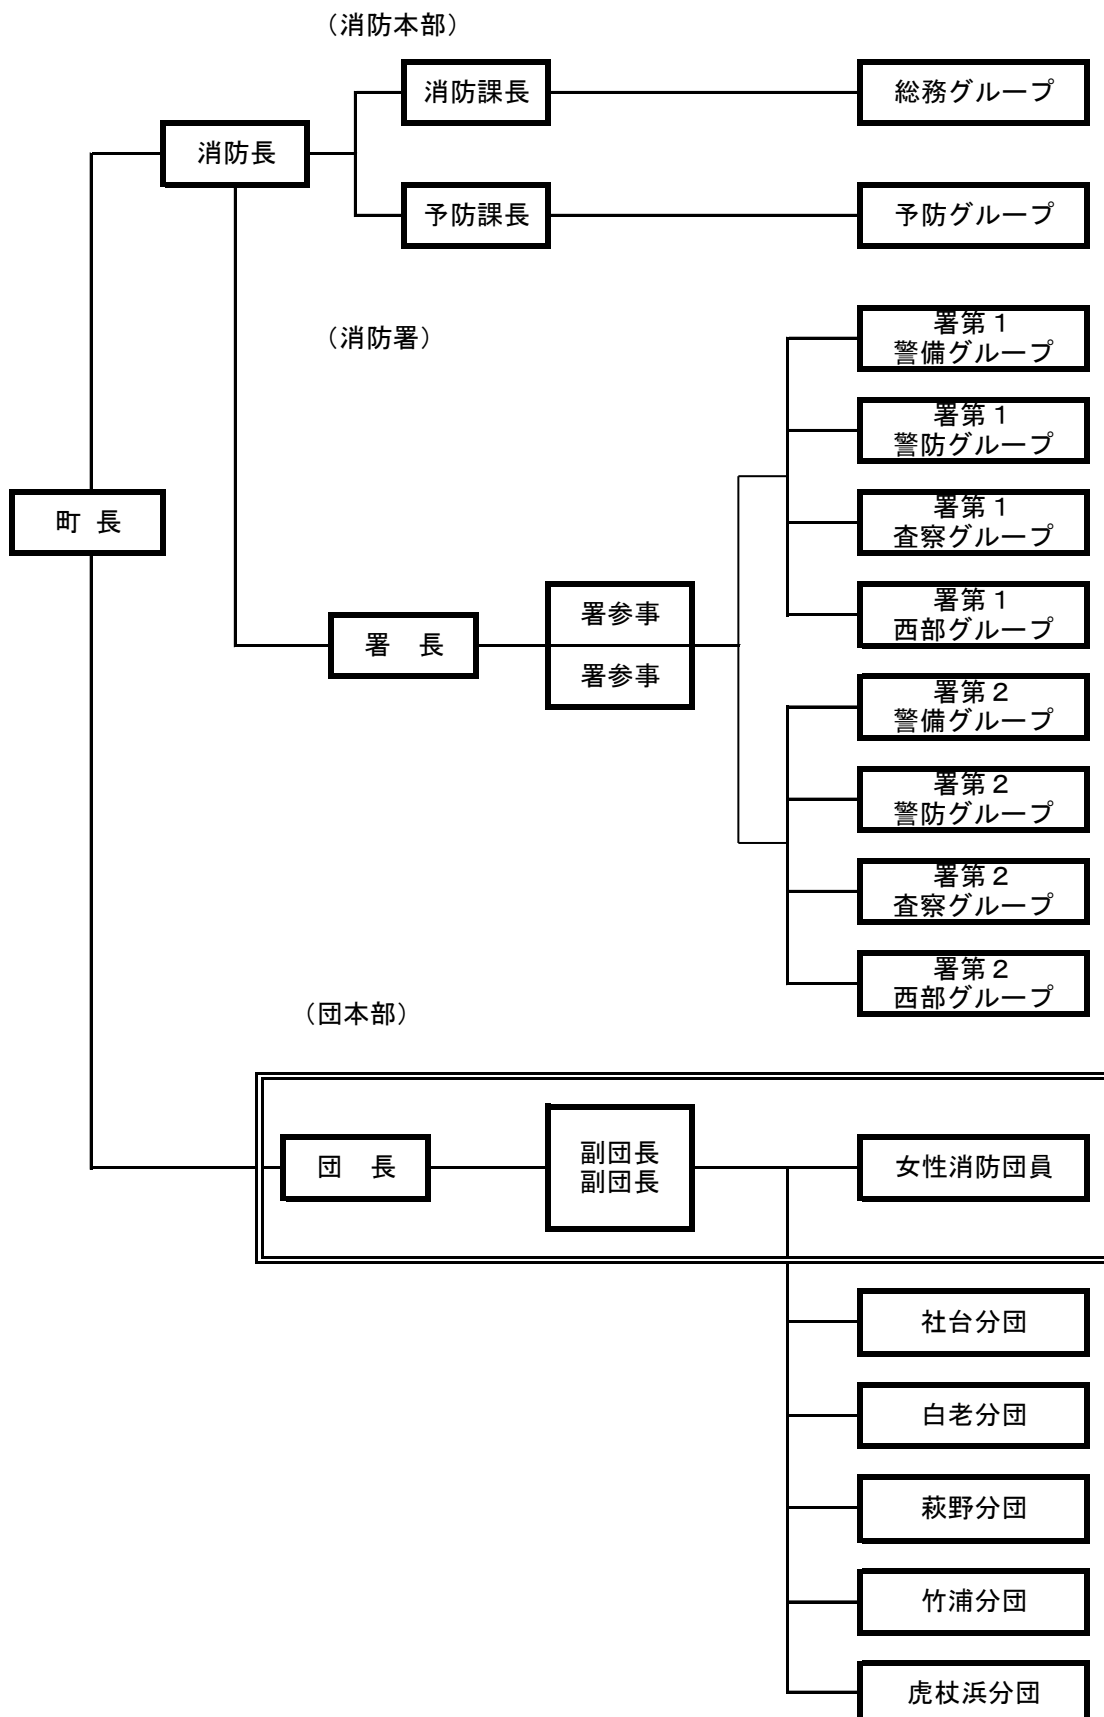 （消防本部）
消防課長
総務グループ
消防長
予防課長
予防グループ
（消防署）
署第１
警備グループ
署第１
警防グループ
署第１
査察グループ
署第１
西部グループ
町 長
署　長
署参事
署参事
署第２
警備グループ
署第２
警防グループ
署第２
査察グループ
署第２
西部グループ
（団本部）
団　長
副団長
副団長
女性消防団員
社台分団
白老分団
萩野分団
竹浦分団
虎杖浜分団